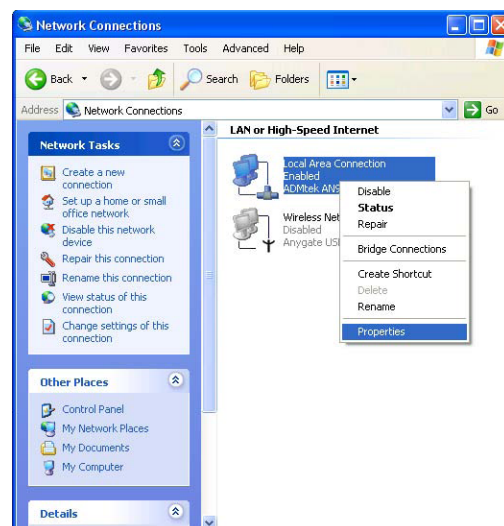 Network Connections
File Edit View Favorites Tools Advanced Help
Back Search Folders
Address Network Connections Go
Network Tasks
Create a new
connection
Set up a home or small
office network
Disable this network
device
Repair this connection
Rename this connection
View status of this
connection
Change settings of this
connection
Other Places
Control Panel
My Network Places
My Documents
My Computer
Details
LAN or High-Speed Internet
Local Area Connection
Enabled
ADMtek
Wireless
Disabled
Anygate
Disable
Status
Repair
Bridge Connections
Create Shortcut
Delete
Rename
Properties